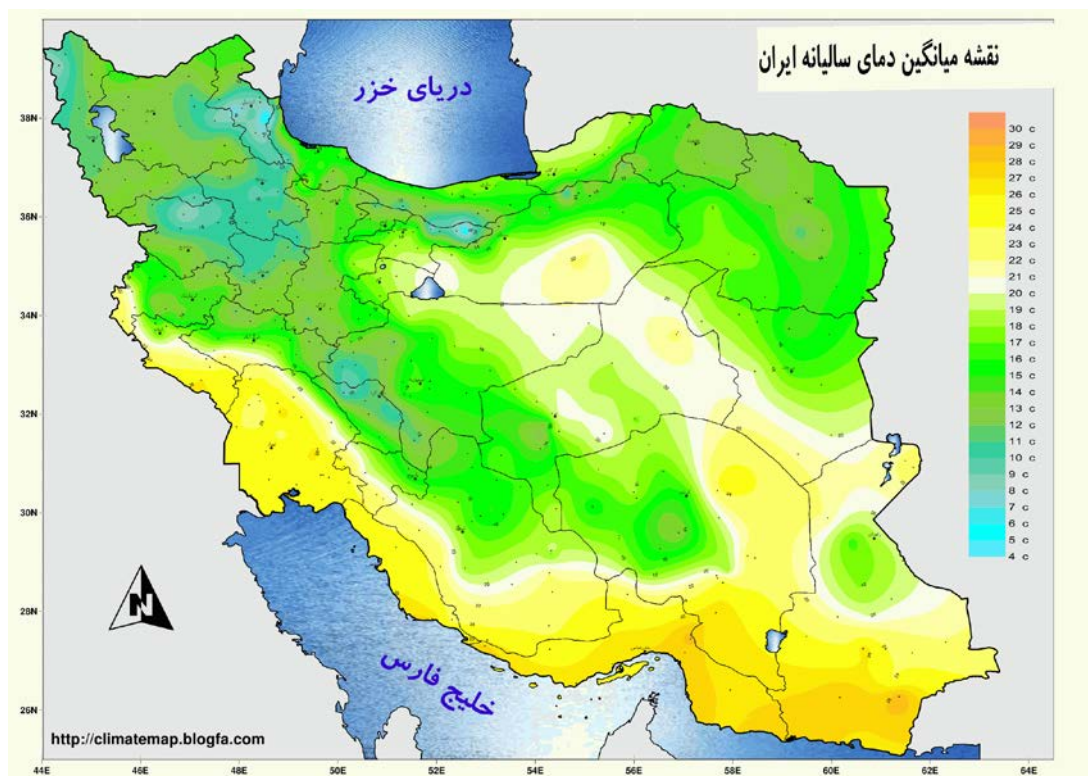 نقشه میانگین دمای سالیانه ایران
دریای خزر
خلیج فارس
30 c
29 c
28 c
27 c
26 c
25 c
24 c
23 c
22 c
21 c
20 c
19 c
18 c
17 c
16 c
15 c
14 c
13 c
12 c
11 c
10 c
9 c
8 c
7 c
6 c
5 c
4 c
38N
36N
34N
32N
30N
28N
26N
N
http://climatemap.blogfa.com
44E 46E 48E 50E 52E 54E 56E 58E 60E 62E 64E